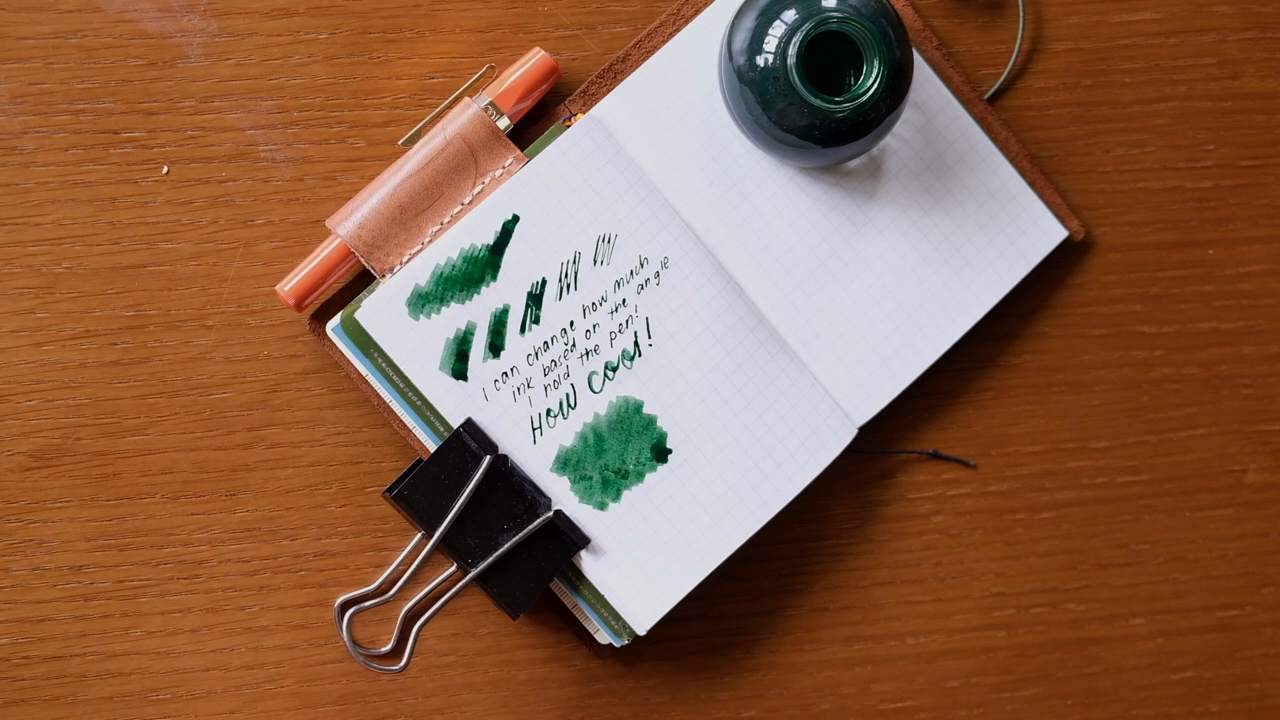 I can change how much
ink based on the angle
I hold the pen!
HOW COOL!